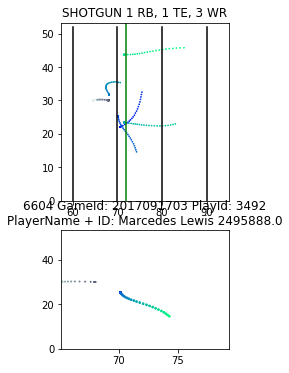 SHOTGUN 1 RB, 1 TE, 3 WR
50
40
30
20
10
0
60 70 80 90
6604 GameId: 2017091703 PlayId: 3492
PlayerName + ID: Marcedes Lewis 2495888.0
40
20
0
70 75